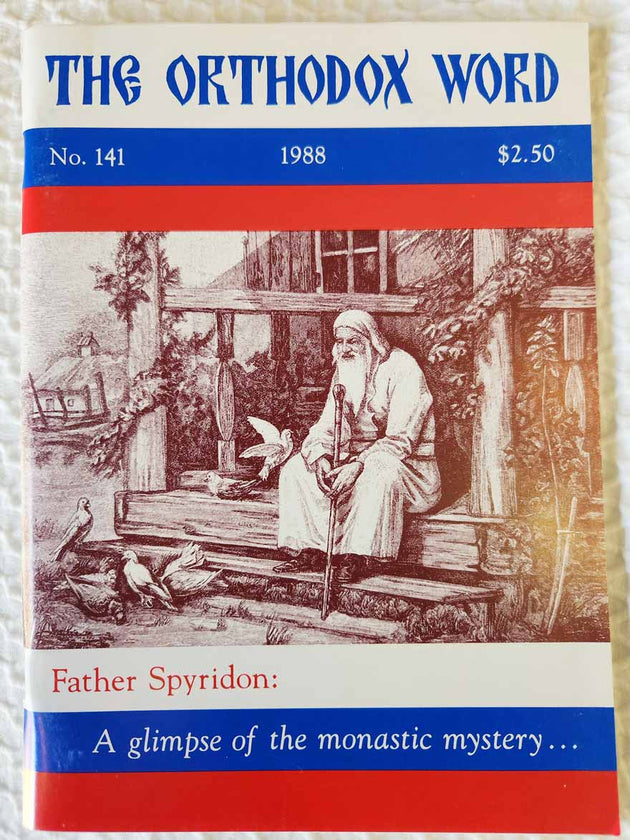 THE ORTHODOX WORD
No. 141 1988 $2.50
Father Spyridon:
A glimpse of the monastic mystery...